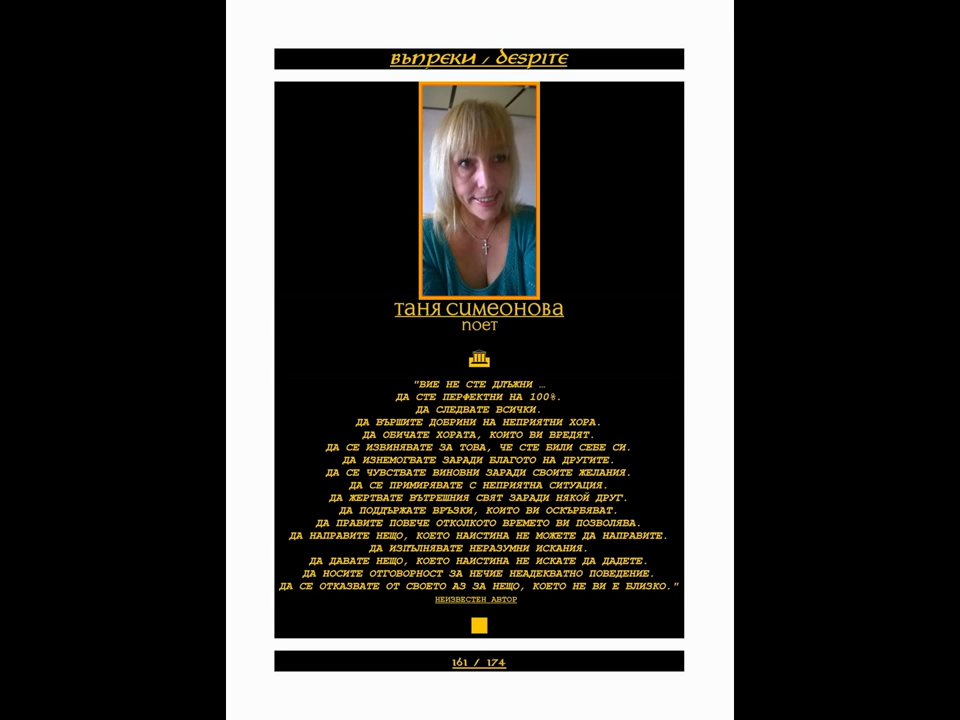 ВЪПРЕКИ / DESPITE
ТАНЯ СИМЕОНОВА
ПОЕТ
"ВИЕ НЕ СТЕ ДЛЪЖНИ …
ДА СТЕ ПЕРФЕКТНИ НА 100%.
ДА СЛЕДВАТЕ ВСИЧКИ.
ДА ВЪРШИТЕ ДОБРИНИ НА НЕПРИЯТНИ ХОРА.
ДА ОБИЧАТЕ ХОРАТА, КОИТО ВИ ВРЕДЯТ.
ДА СЕ ИЗВИНЯВАТЕ ЗА ТОВА, ЧЕ СТЕ БИЛИ СЕБЕ СИ.
ДА ИЗНЕМОГВАТЕ ЗАРАДИ БЛАГОТО НА ДРУГИТЕ.
ДА СЕ ЧУВСТВАТЕ ВИНОВНИ ЗАРАДИ СВОИТЕ ЖЕЛАНИЯ.
ДА СЕ ПРИМИРЯВАТЕ С НЕПРИЯТНА СИТУАЦИЯ.
ДА ЖЕРТВАТЕ ВЪТРЕШНИЯ СВЯТ ЗАРАДИ НЯКОЙ ДРУГ.
ДА ПОДДЪРЖАТЕ ВРЪЗКИ, КОИТО ВИ ОСКЪРБЯВАТ.
ДА ПРАВИТЕ ПОВЕЧЕ ОТКОЛКОТО ВРЕМЕТО ВИ ПОЗВОЛЯВА.
ДА НАПРАВИТЕ НЕЩО, КОЕТО НАИСТИНА НЕ МОЖЕТЕ ДА НАПРАВИТЕ.
ДА ИЗПЪЛНЯВАТЕ НЕРАЗУМНИ ИСКАНИЯ.
ДА ДАВАТЕ НЕЩО, КОЕТО НАИСТИНА НЕ ИСКАТЕ ДА ДАДЕТЕ.
ДА НОСИТЕ ОТГОВОРНОСТ ЗА НЕЧИЕ НЕАДЕКВАТНО ПОВЕДЕНИЕ.
ДА СЕ ОТКАЗВАТЕ ОТ СВОЕТО АЗ ЗА НЕЩО, КОЕТО НЕ ВИ Е БЛИЗКО."
НЕИЗВЕСТЕН АВТОР
161 / 174